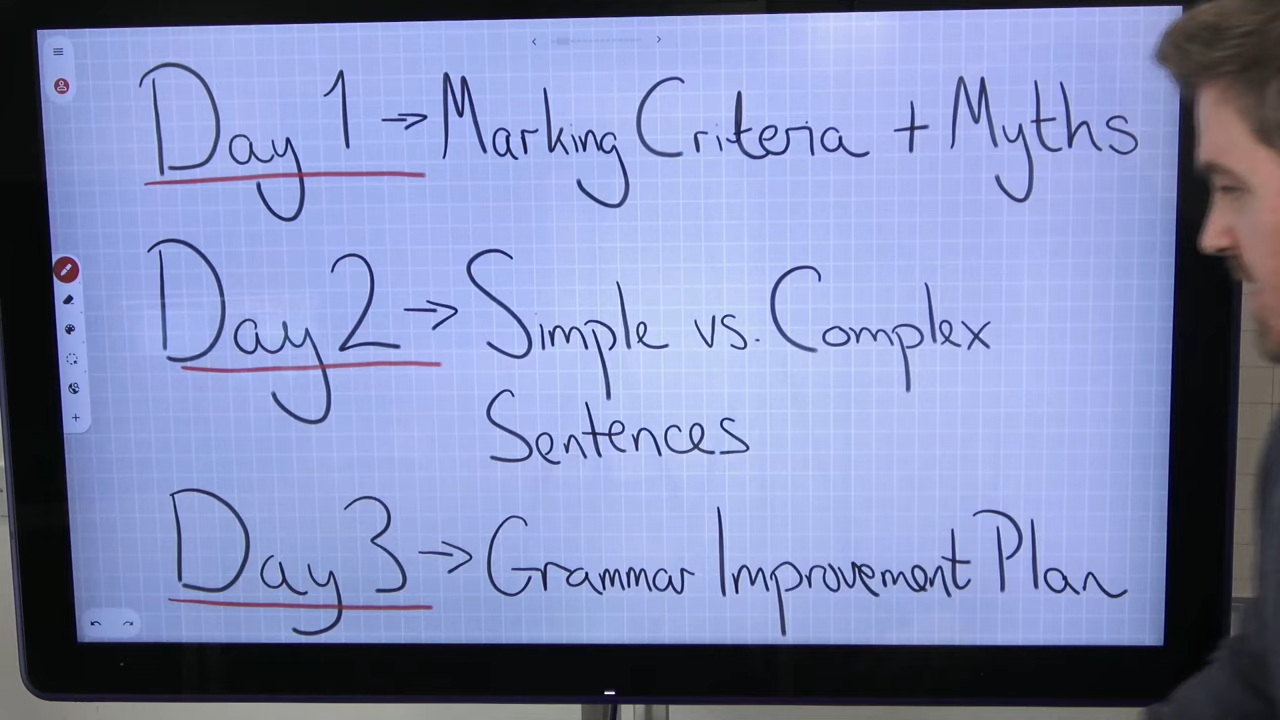 Day 1 → Marking Criteria + Myths
Day 2 → Simple vs. Complex
Sentences
Day 3 → Grammar Improvement Plan